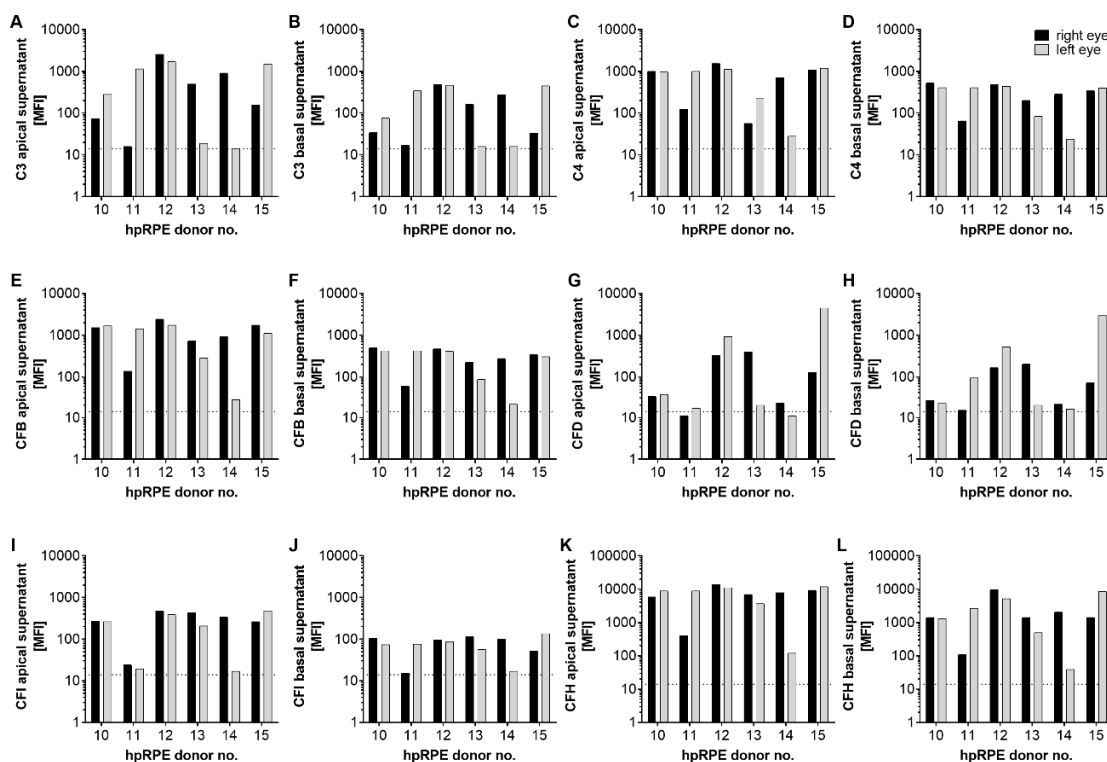 A
B
C
D
right eye
left eye
10000
1000
100
10
1
C3 apical supernatant
[MFI]
10 11 12 13 14 15
hpRPE donor no.
10000
1000
100
10
1
C3 basal supernatant
[MFI]
10 11 12 13 14 15
hpRPE donor no.
10000
1000
100
10
1
C4 apical supernatant
[MFI]
10 11 12 13 14 15
hpRPE donor no.
10000
1000
100
10
1
C4 basal supernatant
[MFI]
10 11 12 13 14 15
hpRPE donor no.
E
F
G
H
10000
1000
100
10
1
CFB apical supernatant
[MFI]
10 11 12 13 14 15
hpRPE donor no.
10000
1000
100
10
1
CFB basal supernatant
[MFI]
10 11 12 13 14 15
hpRPE donor no.
10000
1000
100
10
1
CFD apical supernatant
[MFI]
10 11 12 13 14 15
hpRPE donor no.
10000
1000
100
10
1
CFD basal supernatant
[MFI]
10 11 12 13 14 15
hpRPE donor no.
I
J
K
L
10000
1000
100
10
1
CFI apical supernatant
[MFI]
10 11 12 13 14 15
hpRPE donor no.
10000
1000
100
10
1
CFI basal supernatant
[MFI]
10 11 12 13 14 15
hpRPE donor no.
100000
10000
1000
100
10
1
CFH apical supernatant
[MFI]
10 11 12 13 14 15
hpRPE donor no.
100000
10000
1000
100
10
1
CFH basal supernatant
[MFI]
10 11 12 13 14 15
hpRPE donor no.